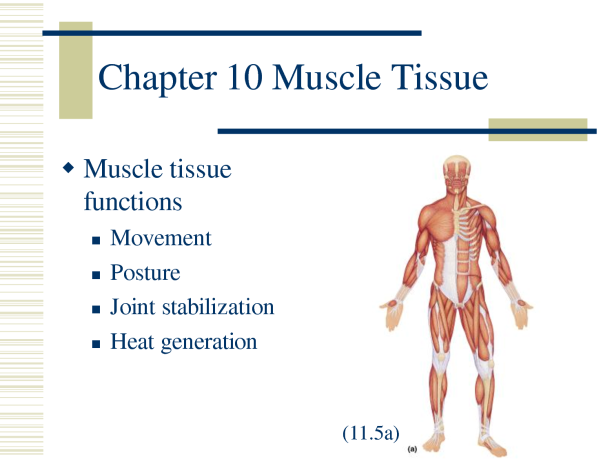 Chapter 10 Muscle Tissue
◆ Muscle tissue
functions
■ Movement
■ Posture
■ Joint stabilization
■ Heat generation
(11.5a)
(a)